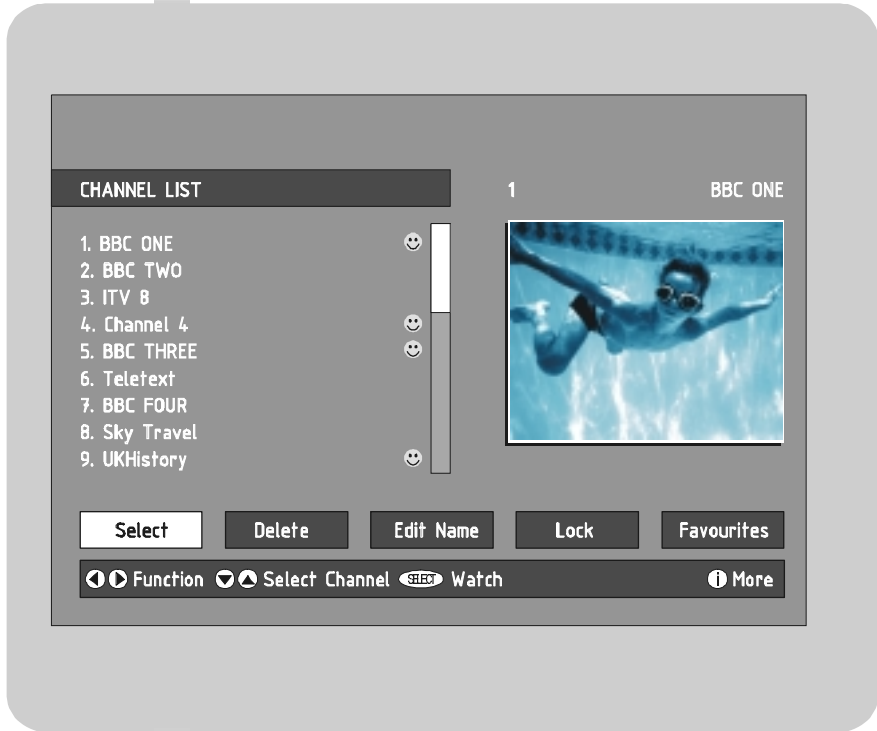 CHANNEL LIST
1 BBC ONE
1. BBC ONE
2. BBC TWO
3. ITV 8
4. Channel 4
5. BBC THREE
6. Teletext
7. BBC FOUR
8. Sky Travel
9. UKHistory
Select Delete Edit Name Lock Favourites
Function Select Channel SELECT Watch i More